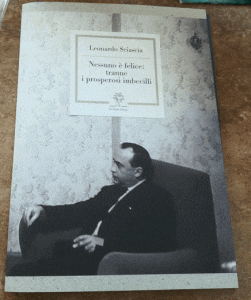 Leonardo Sciascia
Nessuno è felice:
tranne
i prosperosi imbecilli